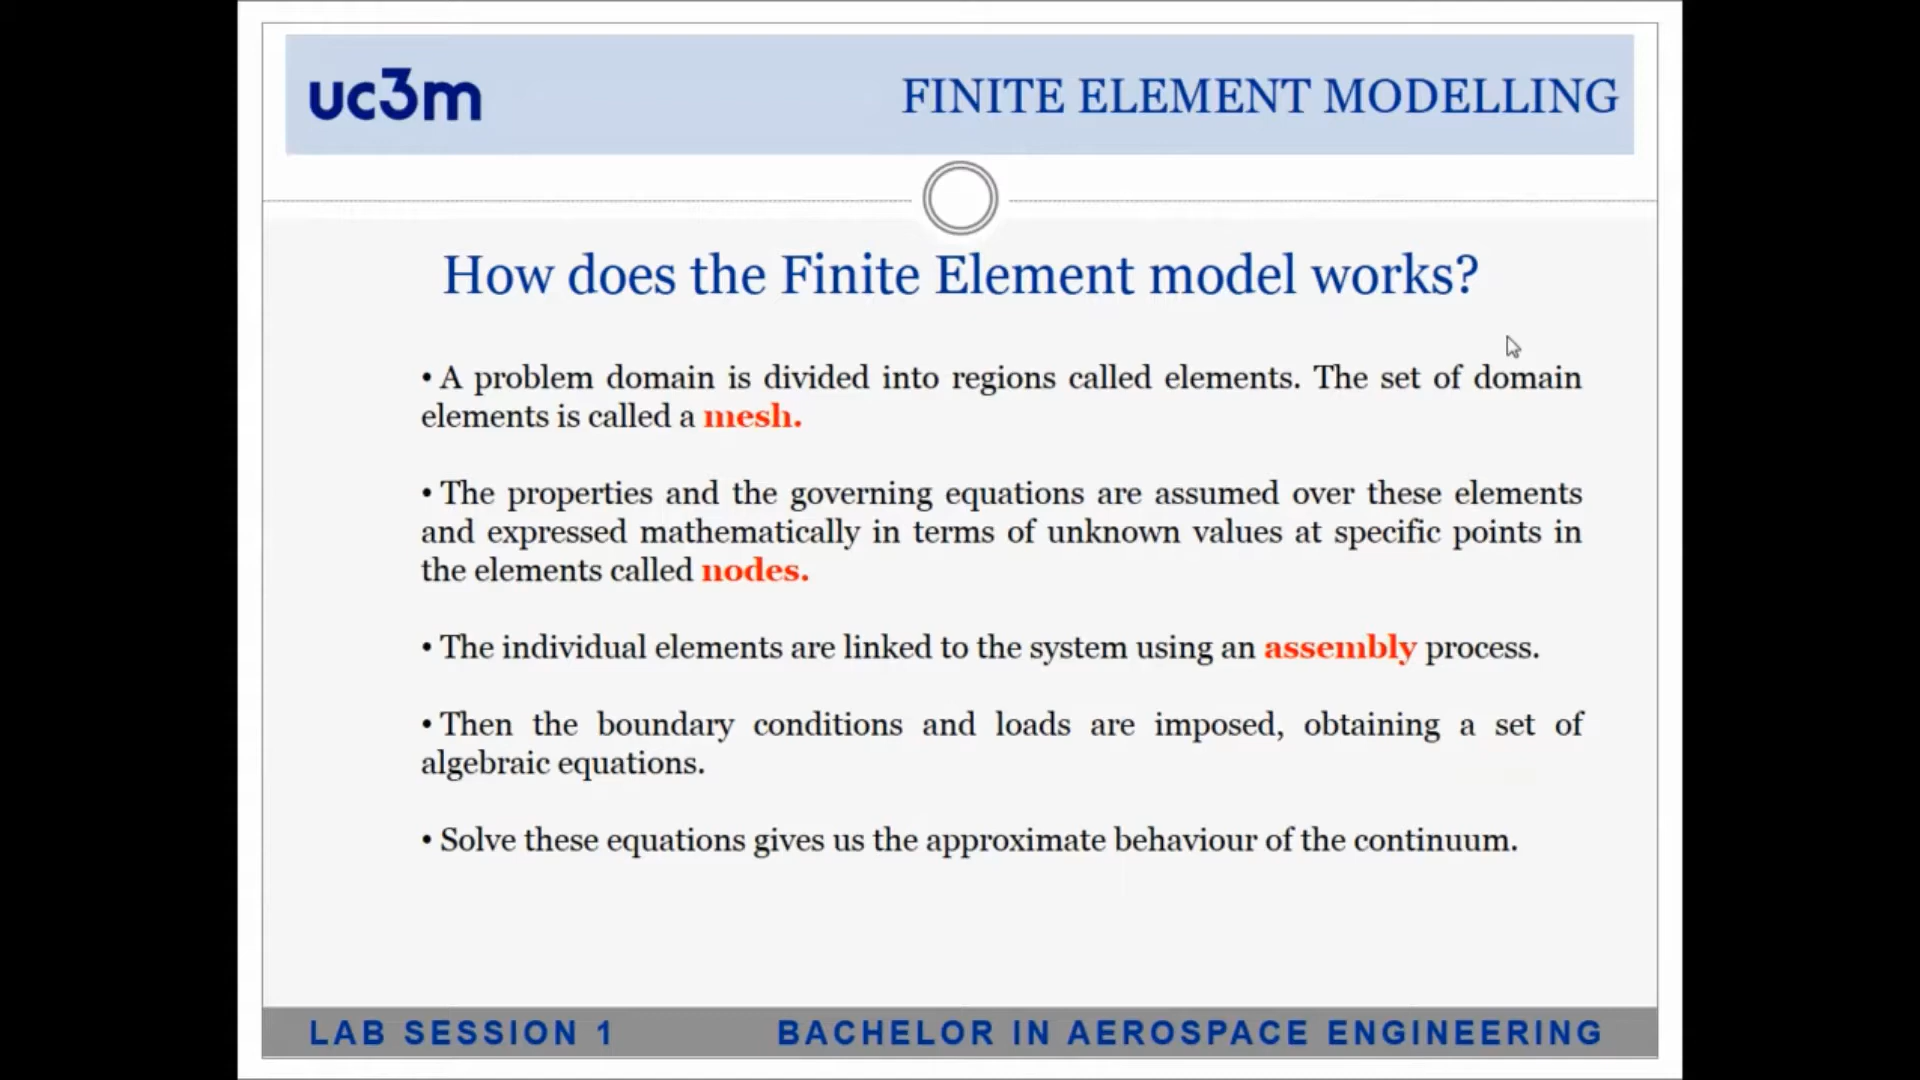 uc3m
FINITE ELEMENT MODELLING
How does the Finite Element model works?
• A problem domain is divided into regions called elements. The set of domain
elements is called a mesh.
• The properties and the governing equations are assumed over these elements
and expressed mathematically in terms of unknown values at specific points in
the elements called nodes.
• The individual elements are linked to the system using an assembly process.
• Then the boundary conditions and loads are imposed, obtaining a set of
algebraic equations.
• Solve these equations gives us the approximate behaviour of the continuum.
LAB SESSION 1
BACHELOR IN AEROSPACE ENGINEERING